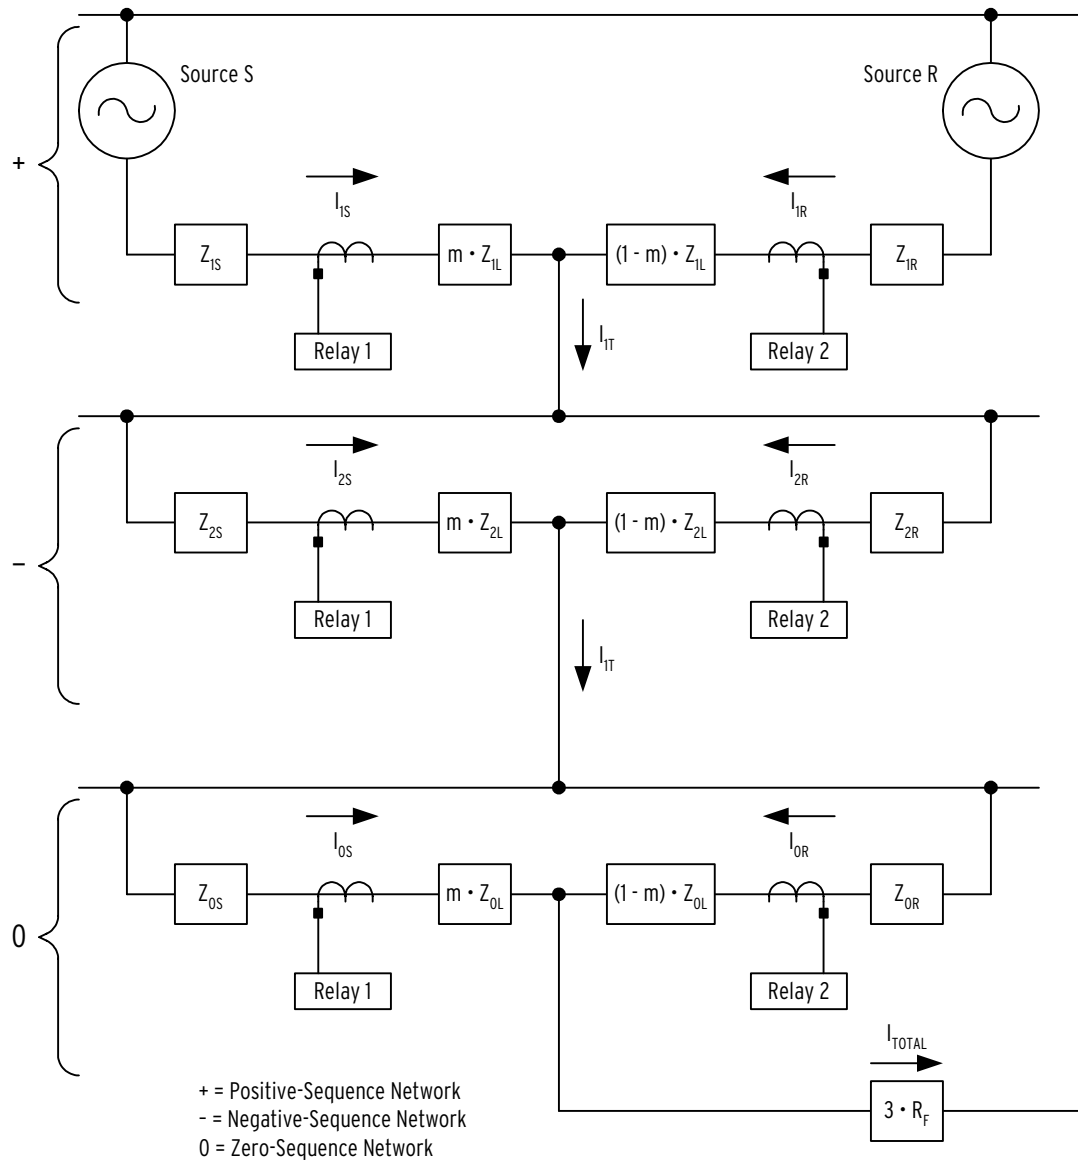 Source S
Source R
+
I1S
I1R
Z1S
m · Z1L
(1 - m) · Z1L
Z1R
Relay 1
I1T
Relay 2
I2S
I2R
Z2S
m · Z2L
(1 - m) · Z2L
Z2R
–
Relay 1
Relay 2
I1T
I0S
I0R
Z0S
m · Z0L
(1 - m) · Z0L
Z0R
0
Relay 1
Relay 2
ITOTAL
3 · RF
+ = Positive-Sequence Network
– = Negative-Sequence Network
0 = Zero-Sequence Network